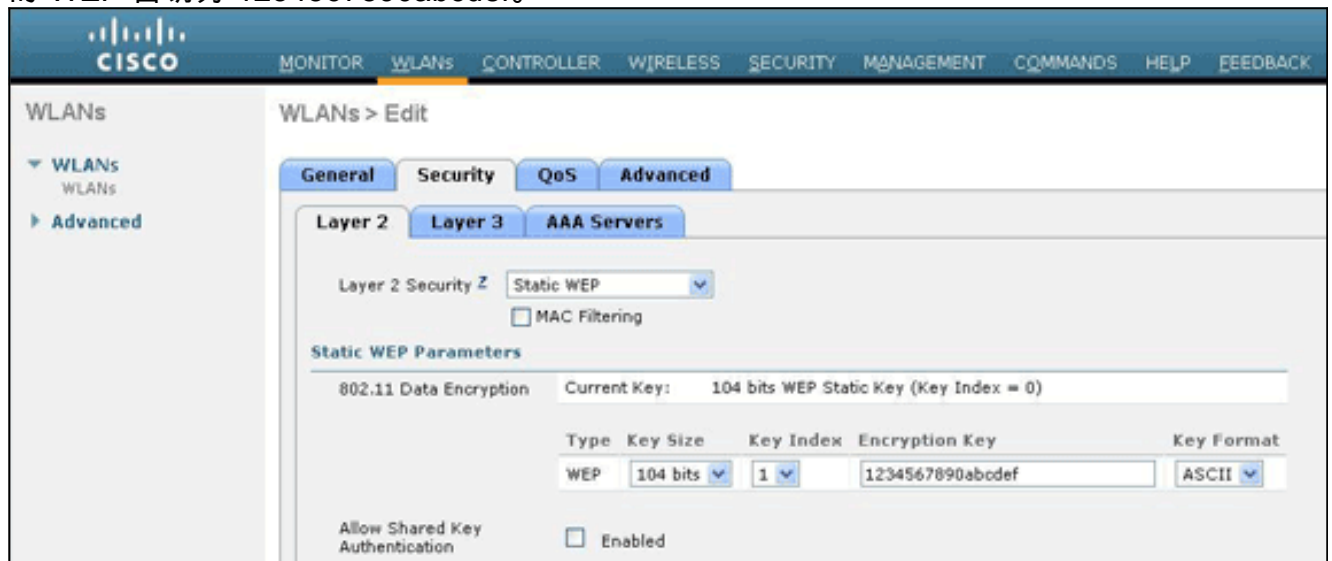 CISCO
MONITOR WLANs CONTROLLER WIRELESS SECURITY MANAGEMENT COMMANDS HELP FEEDBACK
WLANs
WLANs > Edit
WLANs
WLANs
Advanced
General Security QoS Advanced
Layer 2 Layer 3 AAA Servers
Layer 2 Security Z Static WEP
MAC Filtering
Static WEP Parameters
802.11 Data Encryption Current Key: 104 bits WEP Static Key (Key Index = 0)
Type Key Size Key Index Encryption Key Key Format
WEP 104 bits 1 1234567890abcdef ASCII
Allow Shared Key
Authentication
Enabled